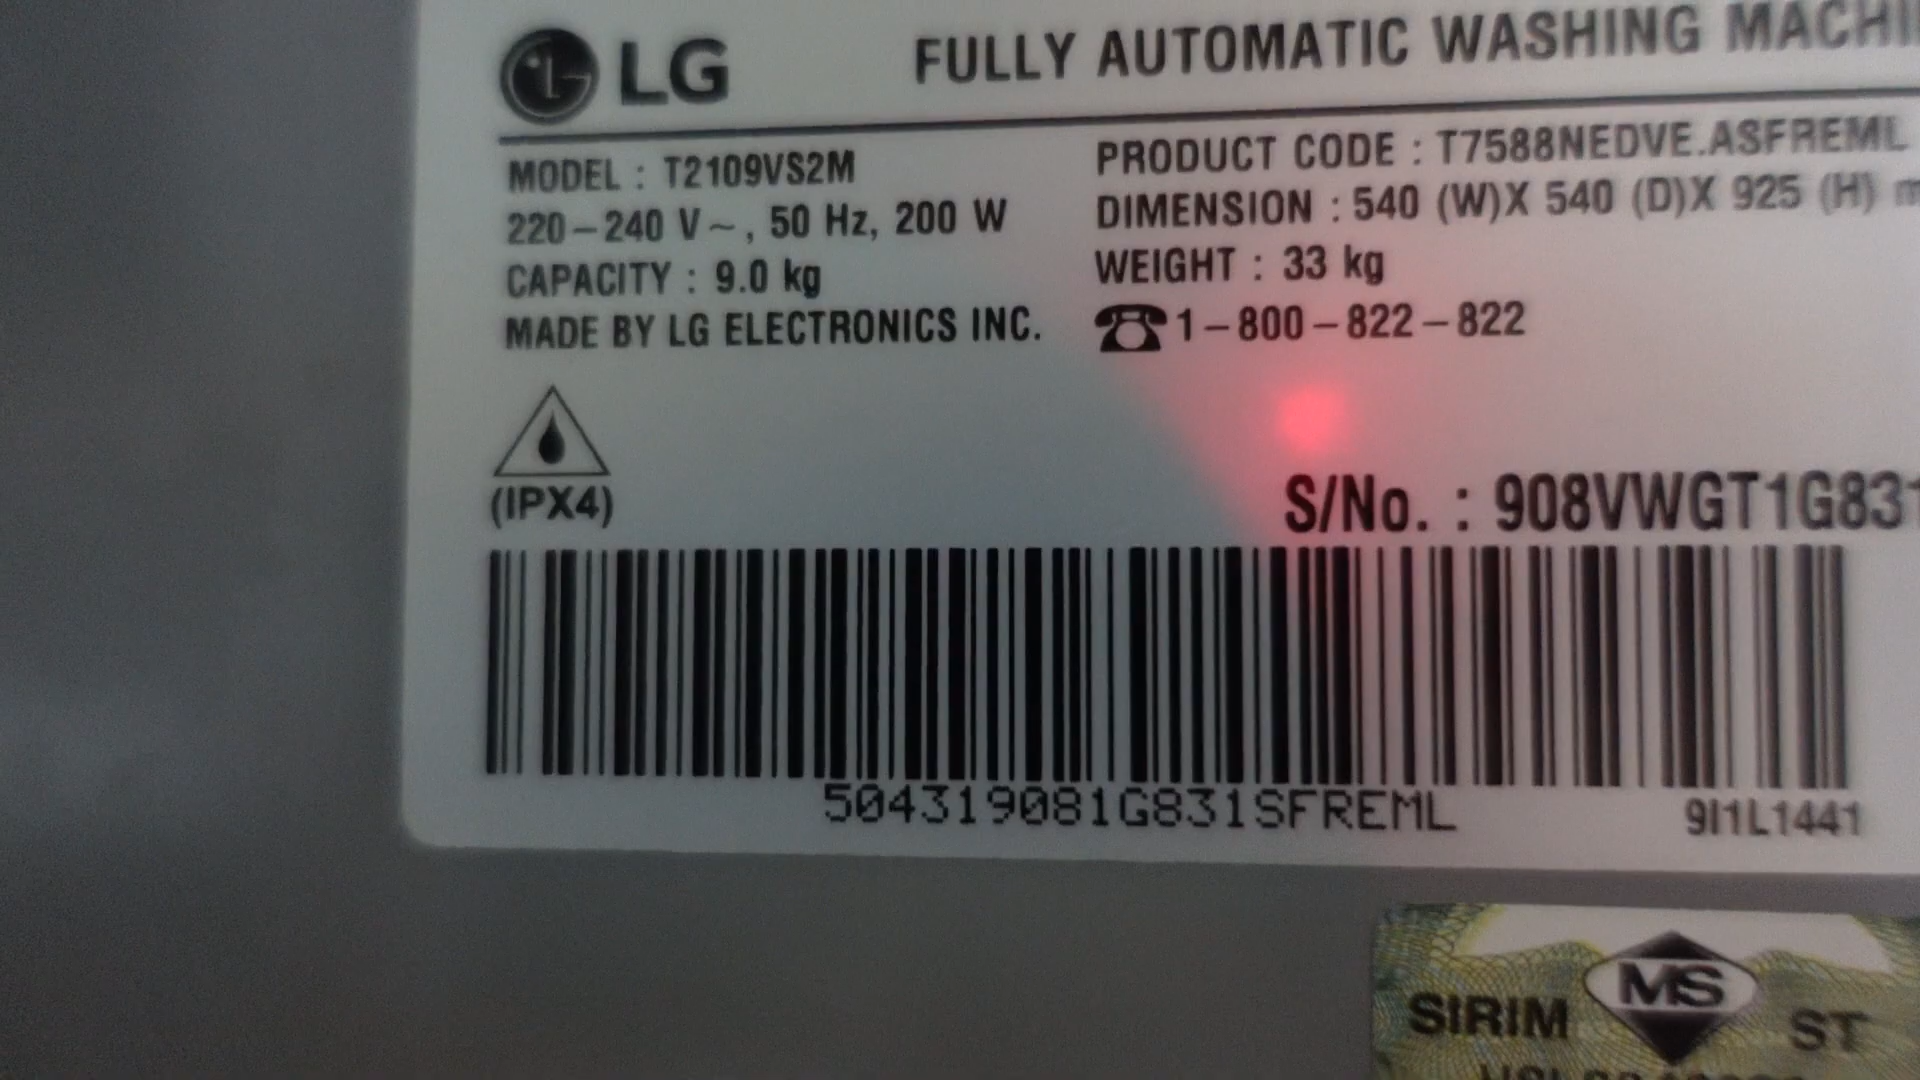 LG FULLY AUTOMATIC WASHING MACHI
MODEL : T2109VS2M
220-240 V~, 50 Hz, 200 W
CAPACITY : 9.0 kg
MADE BY LG ELECTRONICS INC.
PRODUCT CODE : T7588NEDVE.ASFREML
DIMENSION : 540 (W)X 540 (D)X 925 (H) m
WEIGHT : 33 kg
☎1-800-822-822
(IPX4)
S/No. : 908VWGT1G831
504319081G831SFREML
9I1L1441
SIRIM MS ST